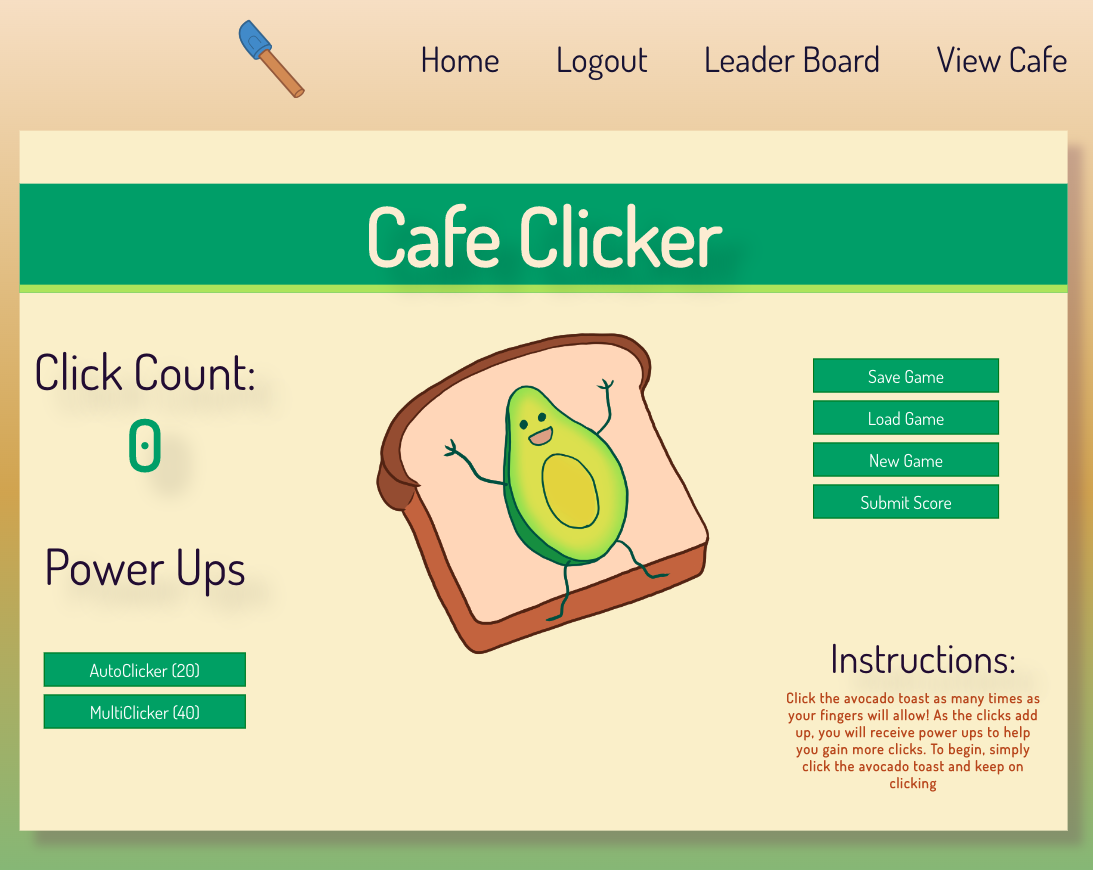 Home Logout Leader Board View Cafe
Cafe Clicker
Click Count:
0
Power Ups
AutoClicker (20)
MultiClicker (40)
Save Game
Load Game
New Game
Submit Score
Instructions:
Click the avocado toast as many times as
your fingers will allow! As the clicks add
up, you will receive power ups to help
you gain more clicks. To begin, simply
click the avocado toast and keep on
clicking